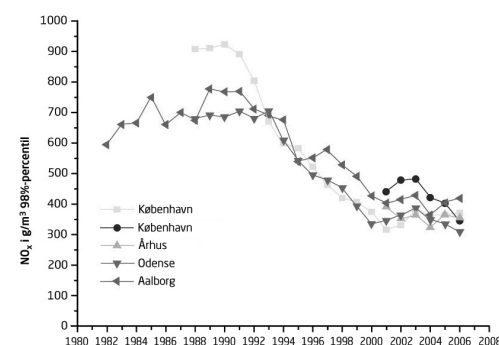 1000
900
800
700
600
500
400
300
200
100
0
NOx i g/m³ 98%-percentil
København
København
Århus
Odense
Aalborg
1980 1982 1984 1986 1988 1990 1992 1994 1996 1998 2000 2002 2004 2006 2008